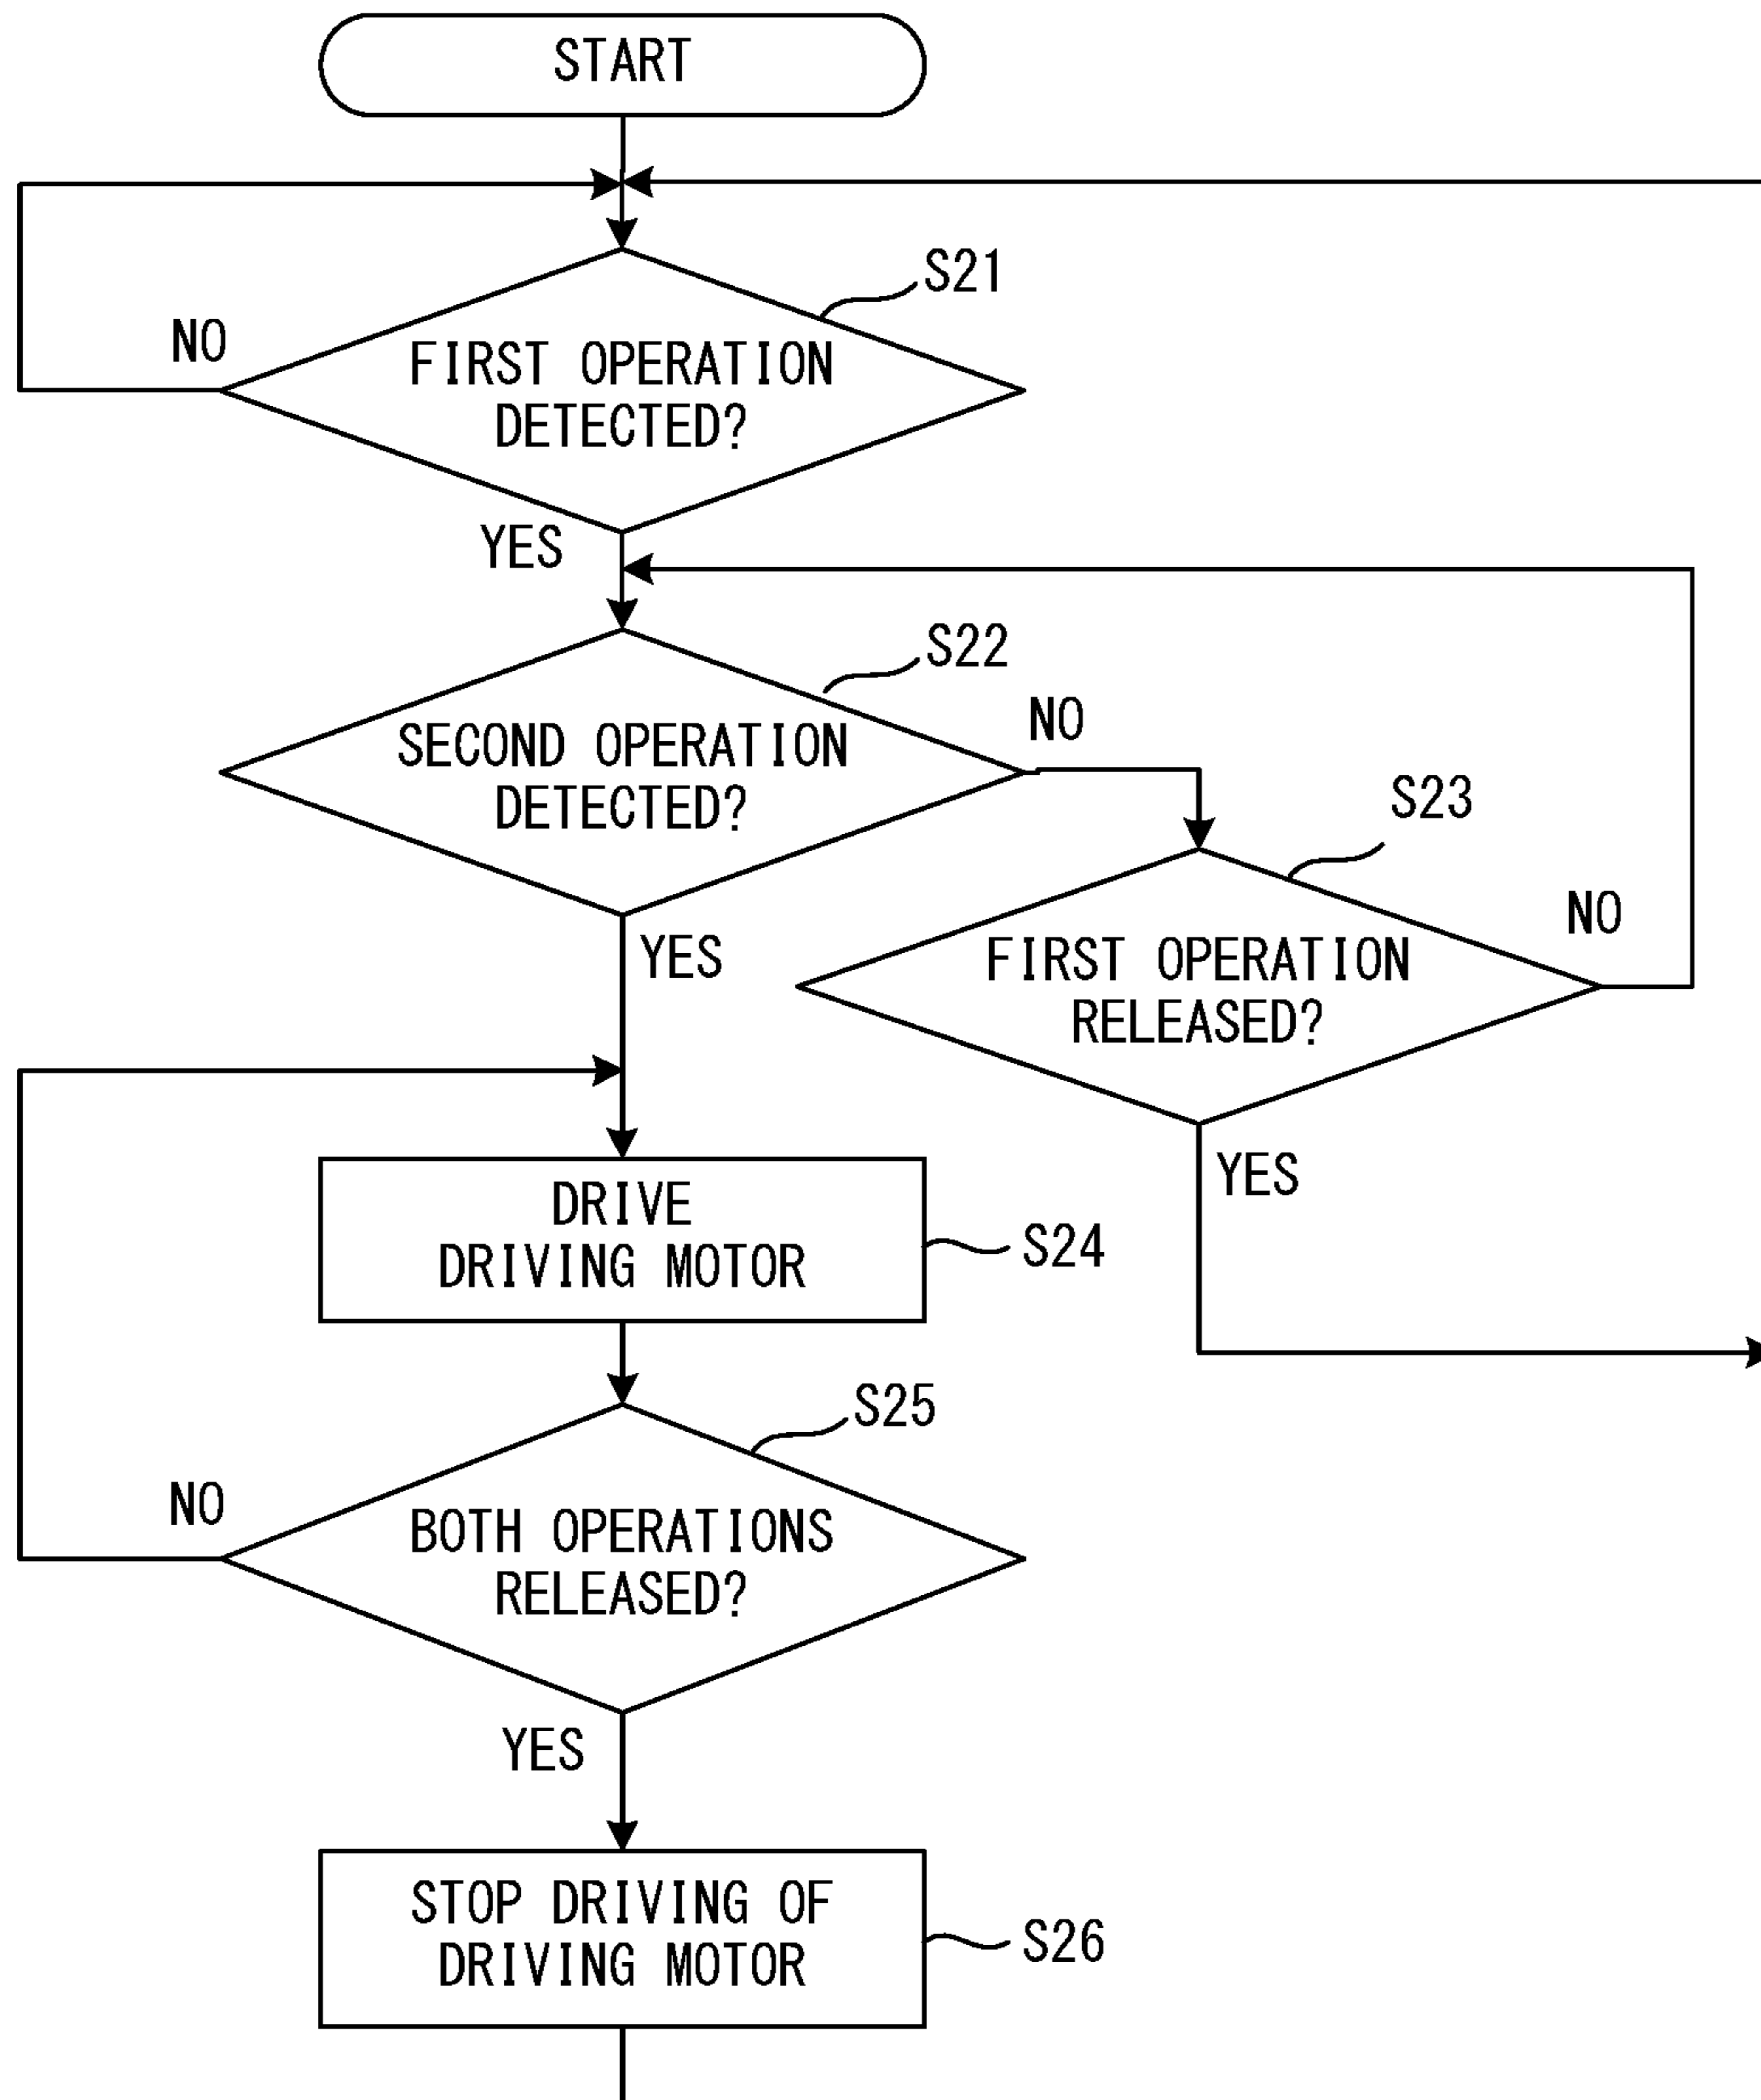 START
S21
NO
FIRST OPERATION
DETECTED?
YES
S22
NO
SECOND OPERATION
DETECTED?
S23
NO
YES
FIRST OPERATION
RELEASED?
YES
DRIVE
DRIVING MOTOR
S24
S25
NO
BOTH OPERATIONS
RELEASED?
YES
STOP DRIVING OF
DRIVING MOTOR
S26